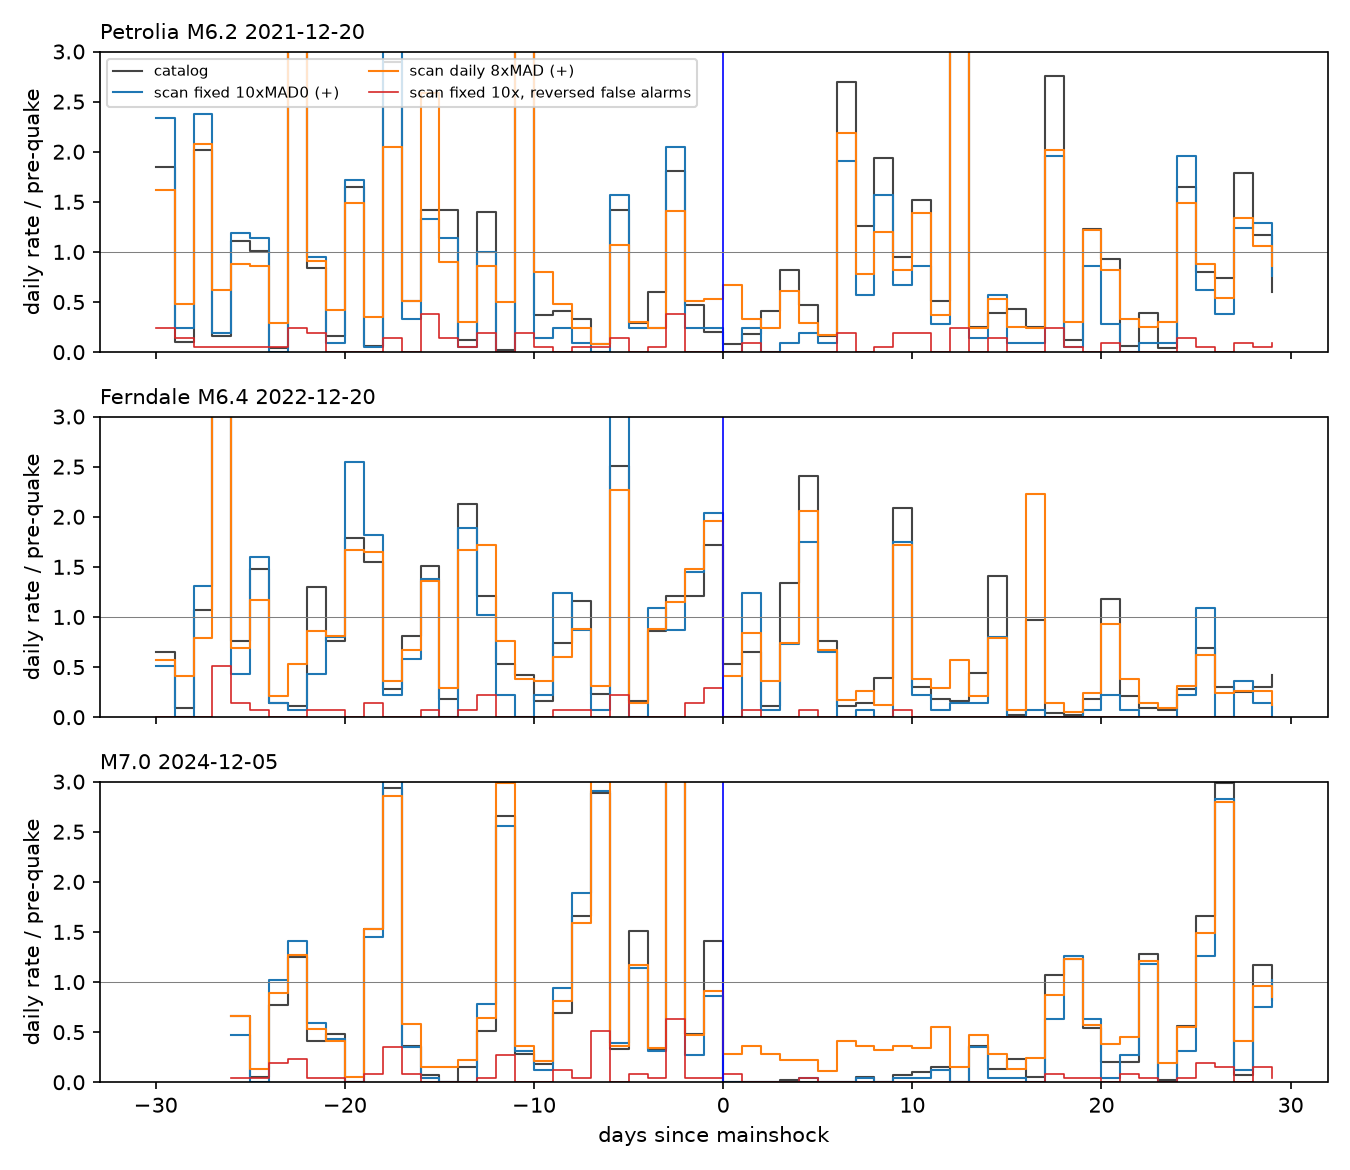 Petrolia M6.2 2021-12-20
3.0
2.5
2.0
1.5
1.0
0.5
0.0
daily rate / pre-quake
catalog
scan fixed 10xMAD0 (+)
scan daily 8xMAD (+)
scan fixed 10x, reversed false alarms
Ferndale M6.4 2022-12-20
3.0
2.5
2.0
1.5
1.0
0.5
0.0
daily rate / pre-quake
M7.0 2024-12-05
3.0
2.5
2.0
1.5
1.0
0.5
0.0
daily rate / pre-quake
−30 −20 −10 0 10 20 30
days since mainshock